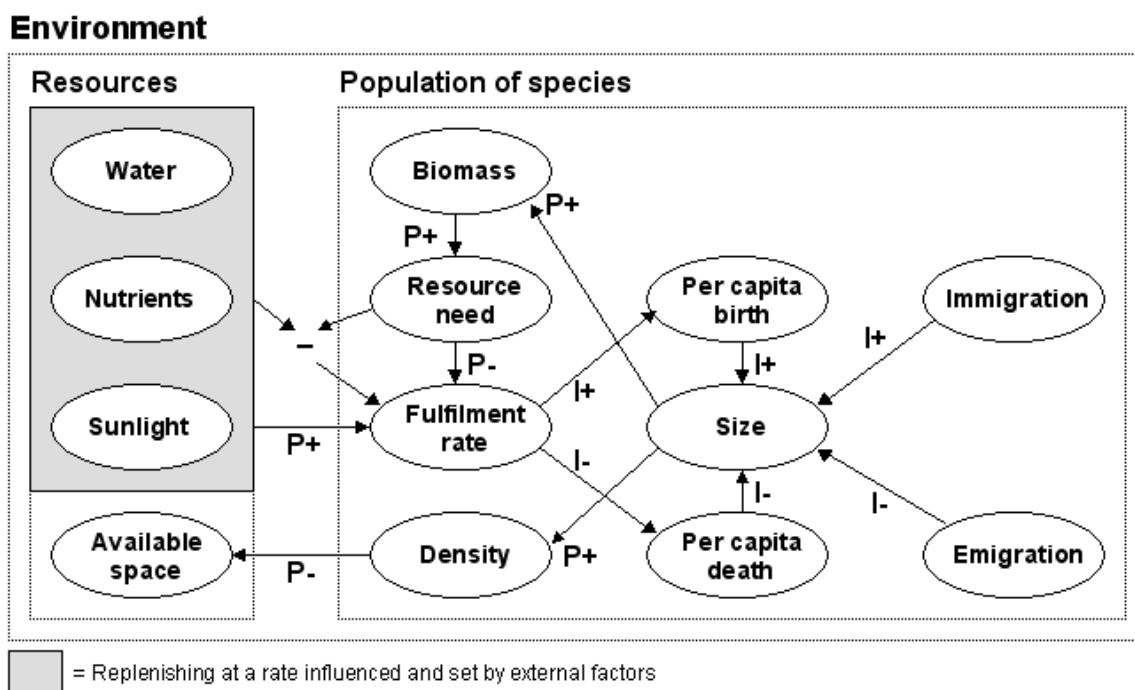 Environment
Resources
Population of species
Water
Biomass
P+
P+
Nutrients
Resource
need
Per capita
birth
Immigration
–
P-
I+
I+
I+
Sunlight
P+
Fulfilment
rate
Size
I-
I-
I-
Available
space
P-
Density
P+
Per capita
death
Emigration
= Replenishing at a rate influenced and set by external factors